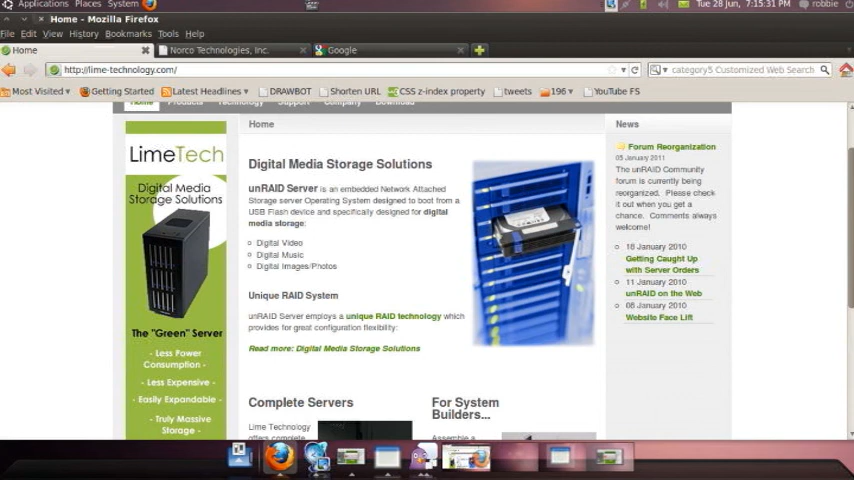 Applications Places System
Tue 28 Jun, 7:15:31 PM robbie
Home - Mozilla Firefox
File Edit View History Bookmarks Tools Help
Home
Norco Technologies, Inc.
Google
http://lime-technology.com/
category5 Customized Web Search
Most Visited
Getting Started
Latest Headlines
DRAWBOT
Shorten URL
CSS z-index property
tweets
196
YouTube FS
Home Products Technology Support Company Download
LimeTech
Digital Media
Storage Solutions
The "Green" Server
- Less Power
Consumption -
- Less Expensive -
- Easily Expandable -
- Truly Massive
Storage -
Home
Digital Media Storage Solutions
unRAID Server is an embedded Network Attached
Storage server Operating System designed to boot from a
USB Flash device and specifically designed for digital
media storage:
Digital Video
Digital Music
Digital Images/Photos
Unique RAID System
unRAID Server employs a unique RAID technology which
provides for great configuration flexibility:
Read more: Digital Media Storage Solutions
Complete Servers
Lime Technology
offers complete
For System
Builders...
Assemble a
News
Forum Reorganization
05 January 2011
The unRAID Community
forum is currently being
reorganized. Please check
it out when you get a
chance. Comments always
welcome!
18 January 2010
Getting Caught Up
with Server Orders
11 January 2010
unRAID on the Web
08 January 2010
Website Face Lift